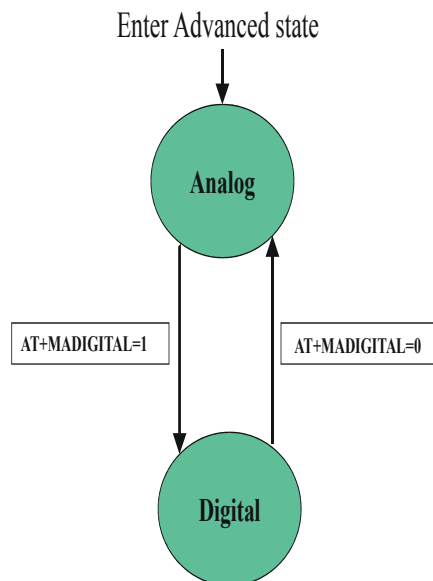 Enter Advanced state
Analog
AT+MADIGITAL=1
AT+MADIGITAL=0
Digital